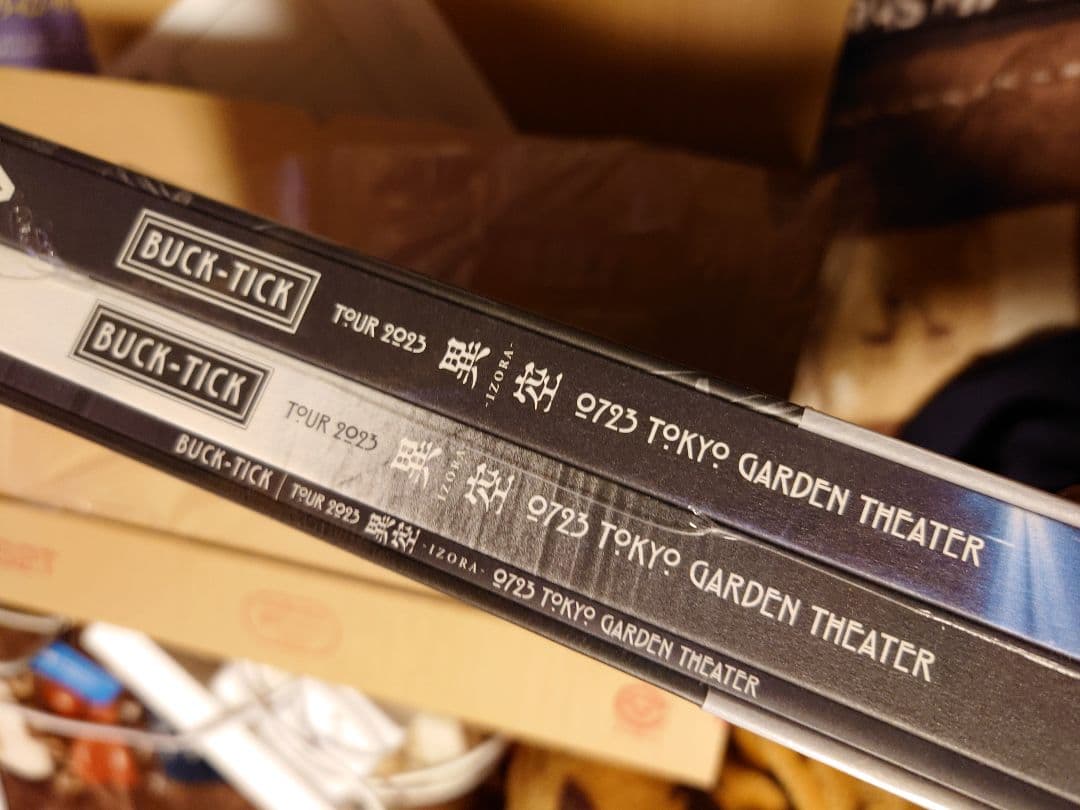 BUCK-TICK TOUR 2023 異空 -IZORA- 0723 TOKYO GARDEN THEATER
BUCK-TICK TOUR 2023 異空 -IZORA- 0723 TOKYO GARDEN THEATER
BUCK-TICK | TOUR 2023 異空 -IZORA- 0723 TOKYO GARDEN THEATER